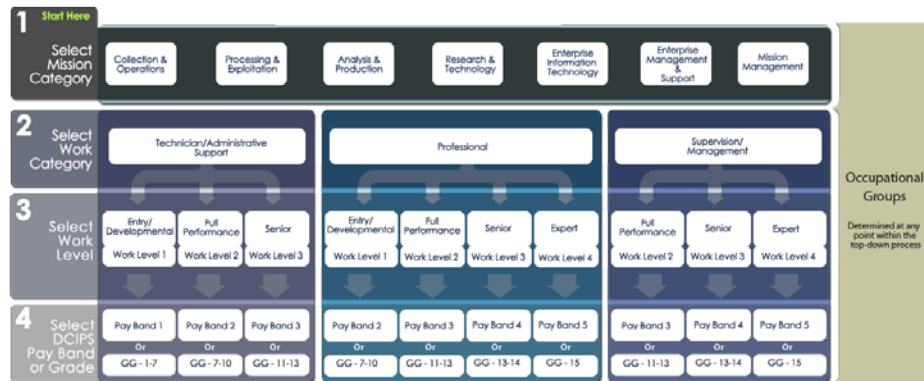 1 Start Here
Select
Mission
Category
Collection &
Operations
Processing &
Exploitation
Analysis &
Production
Research &
Technology
Enterprise
Information
Technology
Enterprise
Management
&
Support
Mission
Management
2 Select
Work
Category
Technician/Administrative
Support
Professional
Supervision/
Management
3 Select
Work
Level
Entry/
Developmental
Work Level 1
Full
Performance
Work Level 2
Senior
Work Level 3
Entry/
Developmental
Work Level 1
Full
Performance
Work Level 2
Senior
Work Level 3
Expert
Work Level 4
Full
Performance
Work Level 2
Senior
Work Level 3
Expert
Work Level 4
4 Select
DCIPS
Pay Band
or Grade
Pay Band 1
Or
GG - 1-7
Pay Band 2
Or
GG - 7-10
Pay Band 3
Or
GG - 11-13
Pay Band 2
Or
GG - 7-10
Pay Band 3
Or
GG - 11-13
Pay Band 4
Or
GG - 13-14
Pay Band 5
Or
GG - 15
Pay Band 3
Or
GG - 11-13
Pay Band 4
Or
GG - 13-14
Pay Band 5
Or
GG - 15
Occupational
Groups
Determined at any
point within the
top-down process